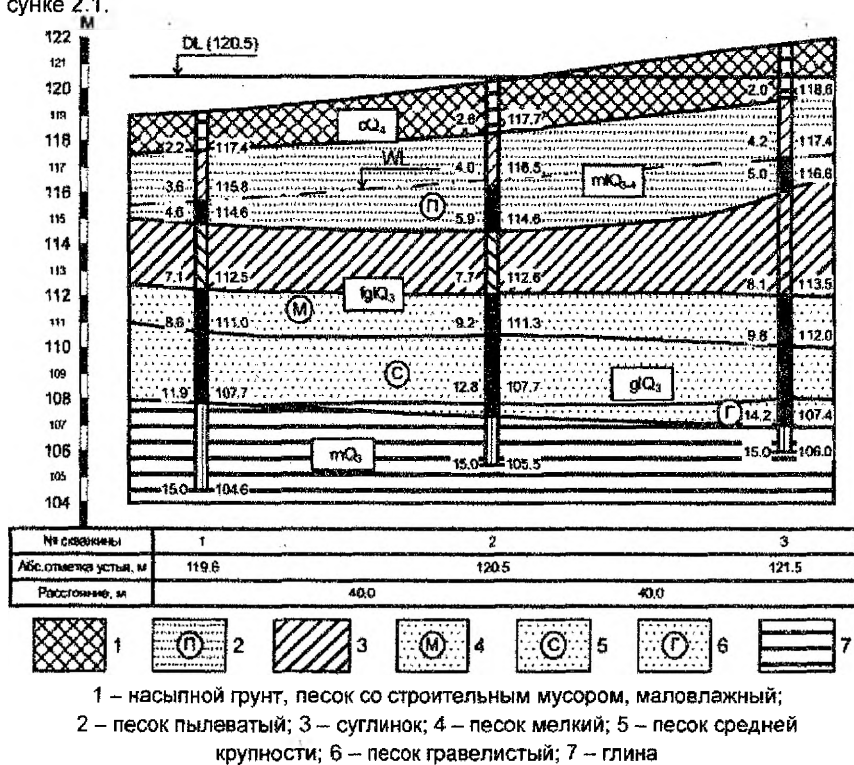 сунке 2.1.
М
122
121
120
119
118
117
116
115
114
113
112
111
110
109
108
107
106
105
104
DL (120.5)
WL
2.2 117.4
3.6 115.8
4.6 114.6
7.1 112.5
8.6 111.0
11.9 107.7
15.0 104.6
2.8 117.7
4.0 116.5
5.9 114.6
7.7 112.6
9.2 111.3
12.8 107.7
15.0 105.5
2.0 118.6
4.2 117.4
5.0 116.6
8.1 113.5
9.8 112.0
14.2 107.4
15.0 106.0
mlQ3-4
fglQ3
glQ3
mQ3
П
М
С
Г
№ скважины 1 2 3
Абс.отметка устья, м 119.6 120.5 121.5
Расстояние, м 40.0 40.0
1 П 2 3 М 4 С 5 Г 6 7
1 – насыпной грунт, песок со строительным мусором, маловлажный;
2 – песок пылеватый; 3 – суглинок; 4 – песок мелкий; 5 – песок средней
крупности; 6 – песок гравелистый; 7 – глина